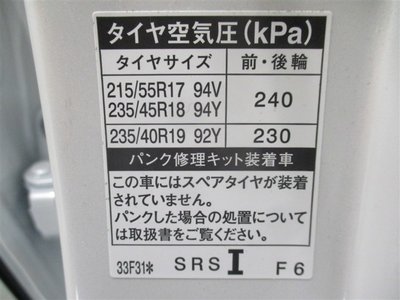 タイヤ空気圧(kPa)
タイヤサイズ 前・後輪
215/55R17 94V
235/45R18 94Y 240
235/40R19 92Y 230
パンク修理キット装着車
この車にはスペアタイヤが装着
されていません。
パンクした場合の処置について
は取扱書をご覧ください。
33F31* SRS I F6